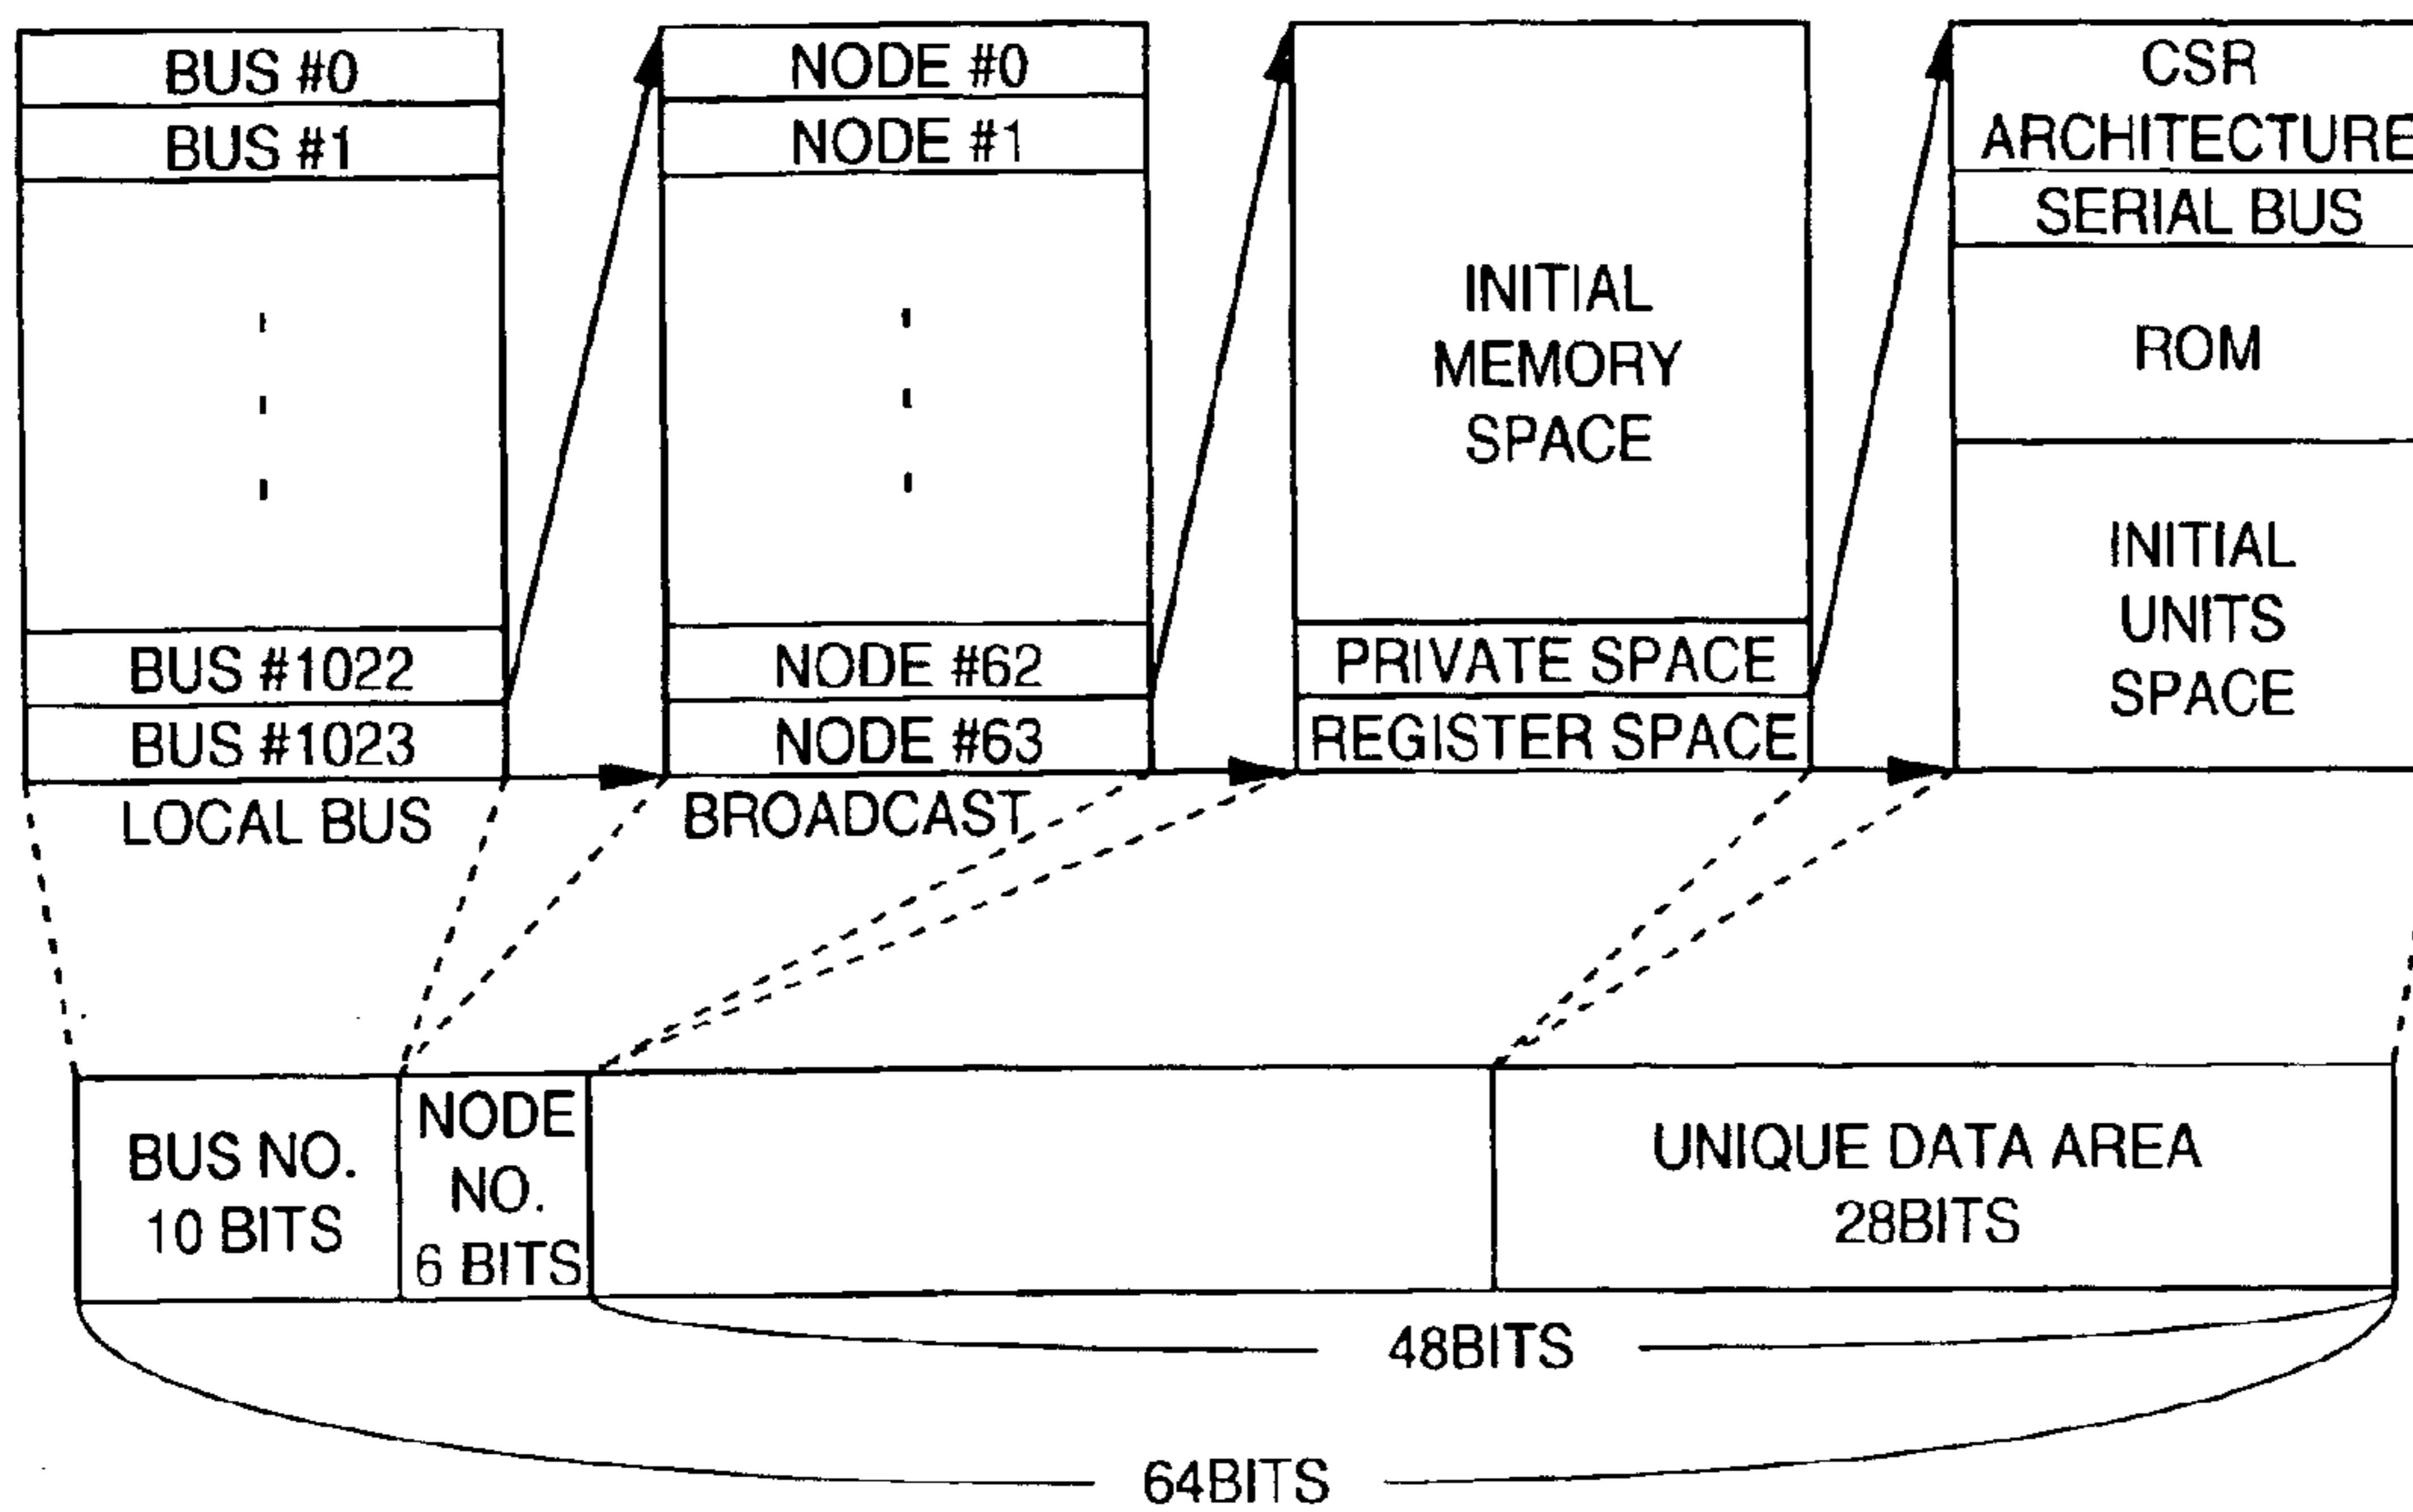 BUS #0
BUS #1
BUS #1022
BUS #1023
LOCAL BUS
NODE #0
NODE #1
NODE #62
NODE #63
BROADCAST
INITIAL
MEMORY
SPACE
PRIVATE SPACE
REGISTER SPACE
CSR
ARCHITECTURE
SERIAL BUS
ROM
INITIAL
UNITS
SPACE
BUS NO.
10 BITS
NODE
NO.
6 BITS
UNIQUE DATA AREA
28BITS
48BITS
64BITS